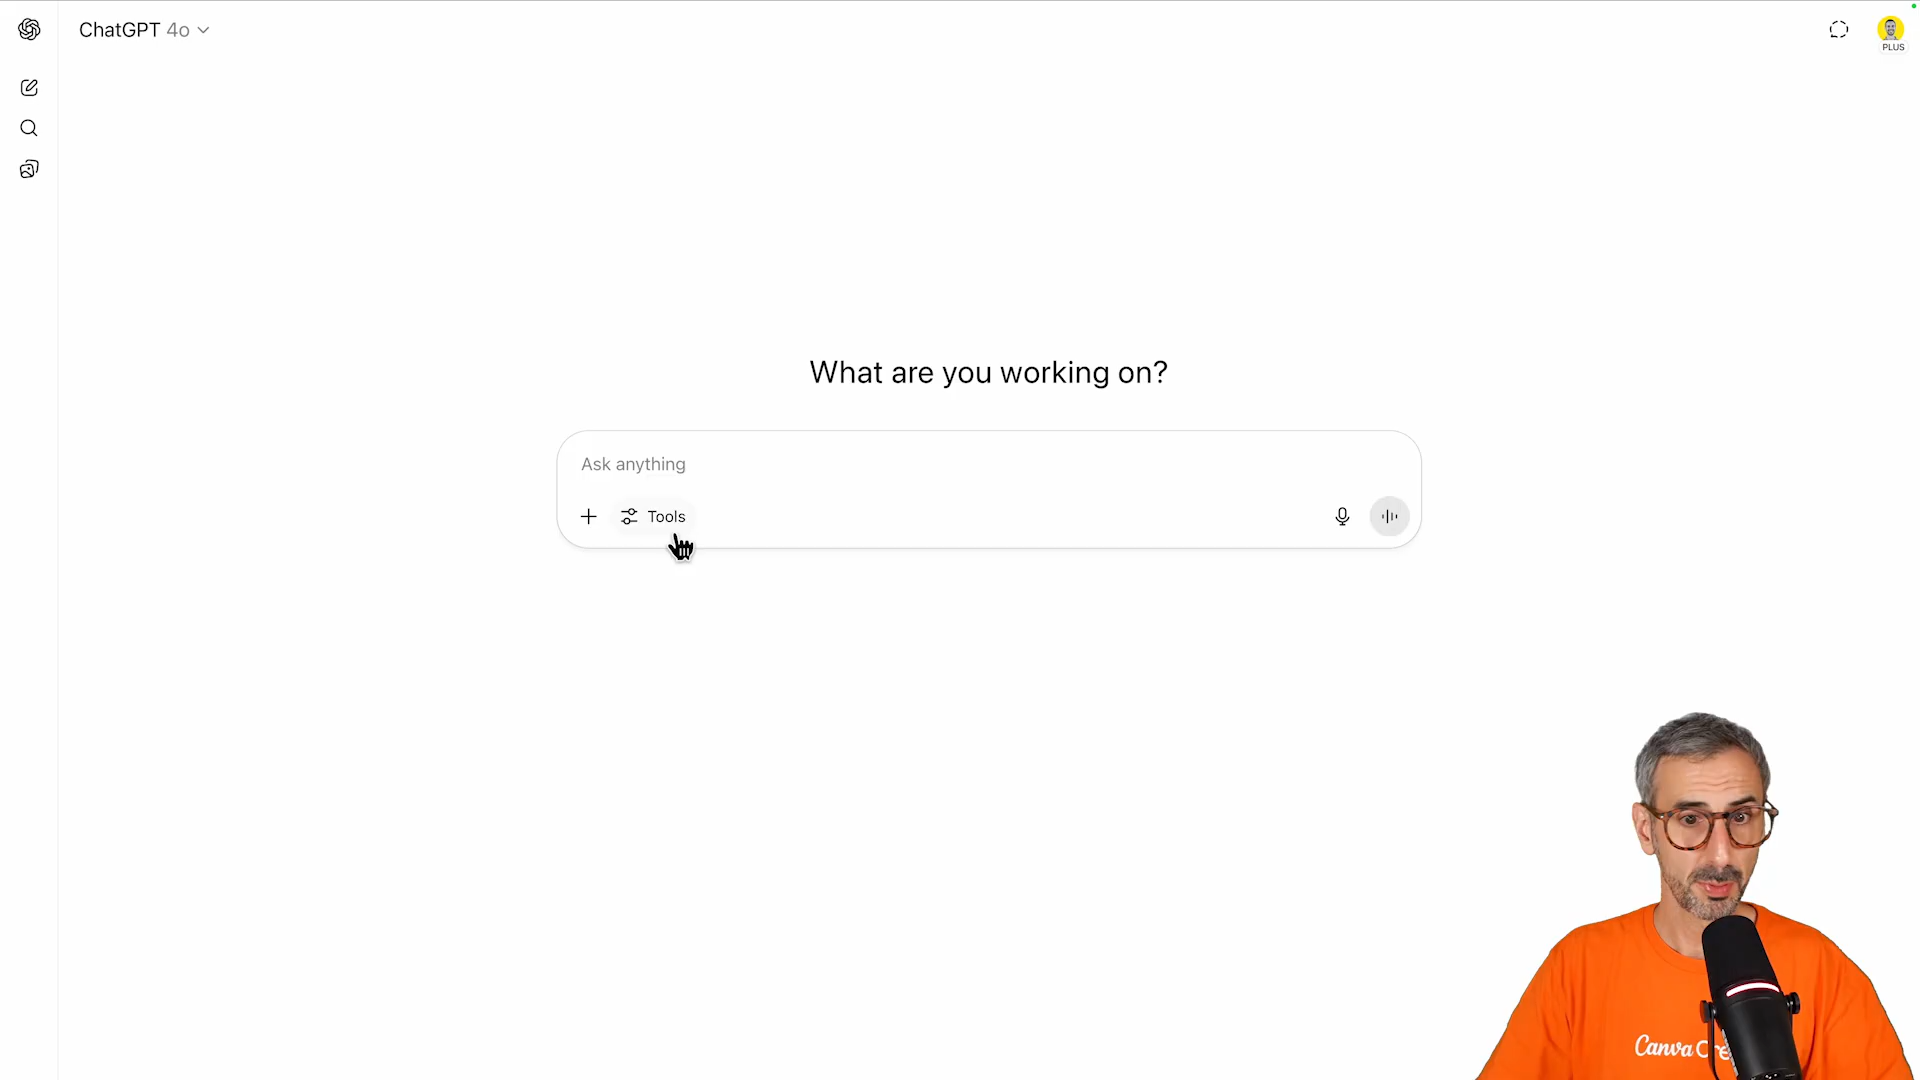 ChatGPT 4o
PLUS
What are you working on?
Ask anything
Tools
Canva